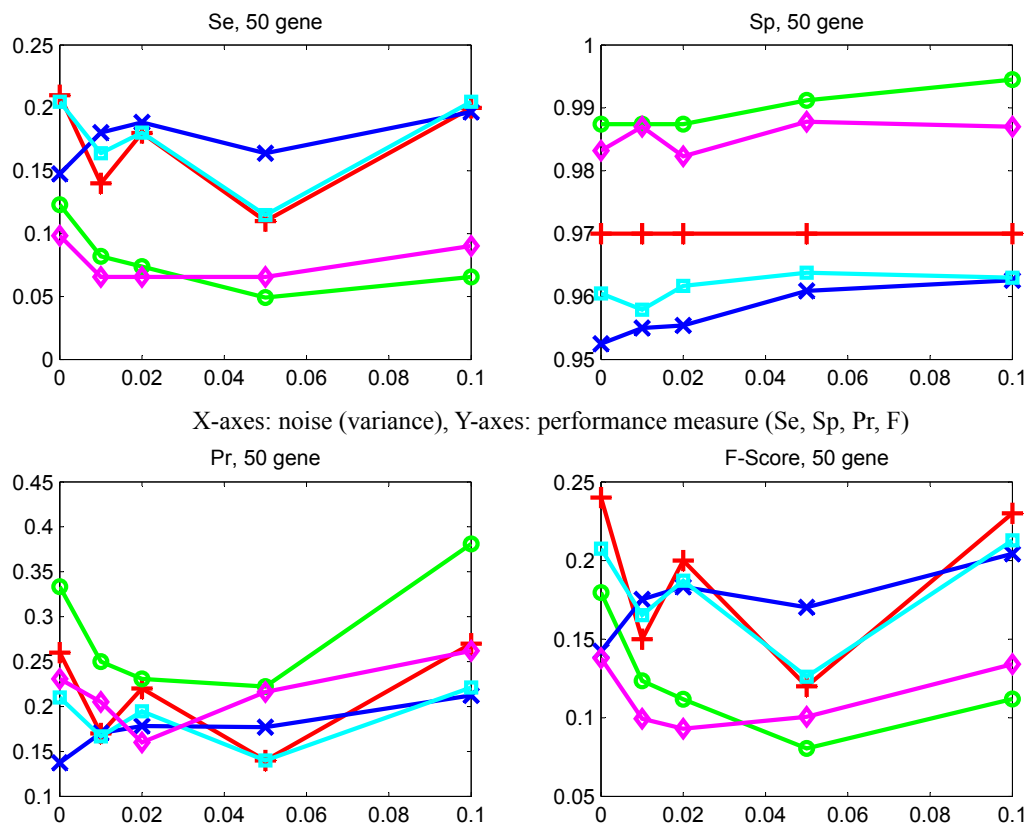 Se, 50 gene
0.25
0.2
0.15
0.1
0.05
0
0 0.02 0.04 0.06 0.08 0.1
Sp, 50 gene
1
0.99
0.98
0.97
0.96
0.95
0 0.02 0.04 0.06 0.08 0.1
X-axes: noise (variance), Y-axes: performance measure (Se, Sp, Pr, F)
Pr, 50 gene
0.45
0.4
0.35
0.3
0.25
0.2
0.15
0.1
0 0.02 0.04 0.06 0.08 0.1
F-Score, 50 gene
0.25
0.2
0.15
0.1
0.05
0 0.02 0.04 0.06 0.08 0.1